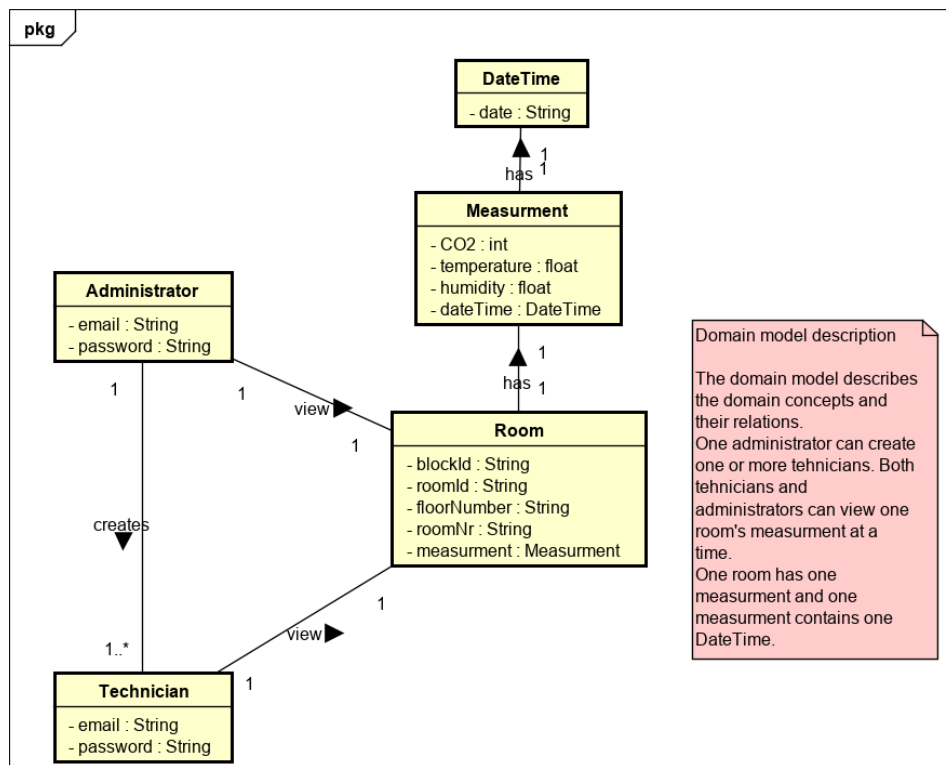 pkg
DateTime
- date : String
1
1
has
Measurment
- CO2 : int
- temperature : float
- humidity : float
- dateTime : DateTime
1
has
1
Administrator
- email : String
- password : String
1
1
view
1
Room
- blockId : String
- roomId : String
- floorNumber : String
- roomNr : String
- measurment : Measurment
creates
1
view
1..*
1
Technician
- email : String
- password : String
Domain model description
The domain model describes
the domain concepts and
their relations.
One administrator can create
one or more tehnicians. Both
tehnicians and
administrators can view one
room's measurment at a
time.
One room has one
measurment and one
measurment contains one
DateTime.